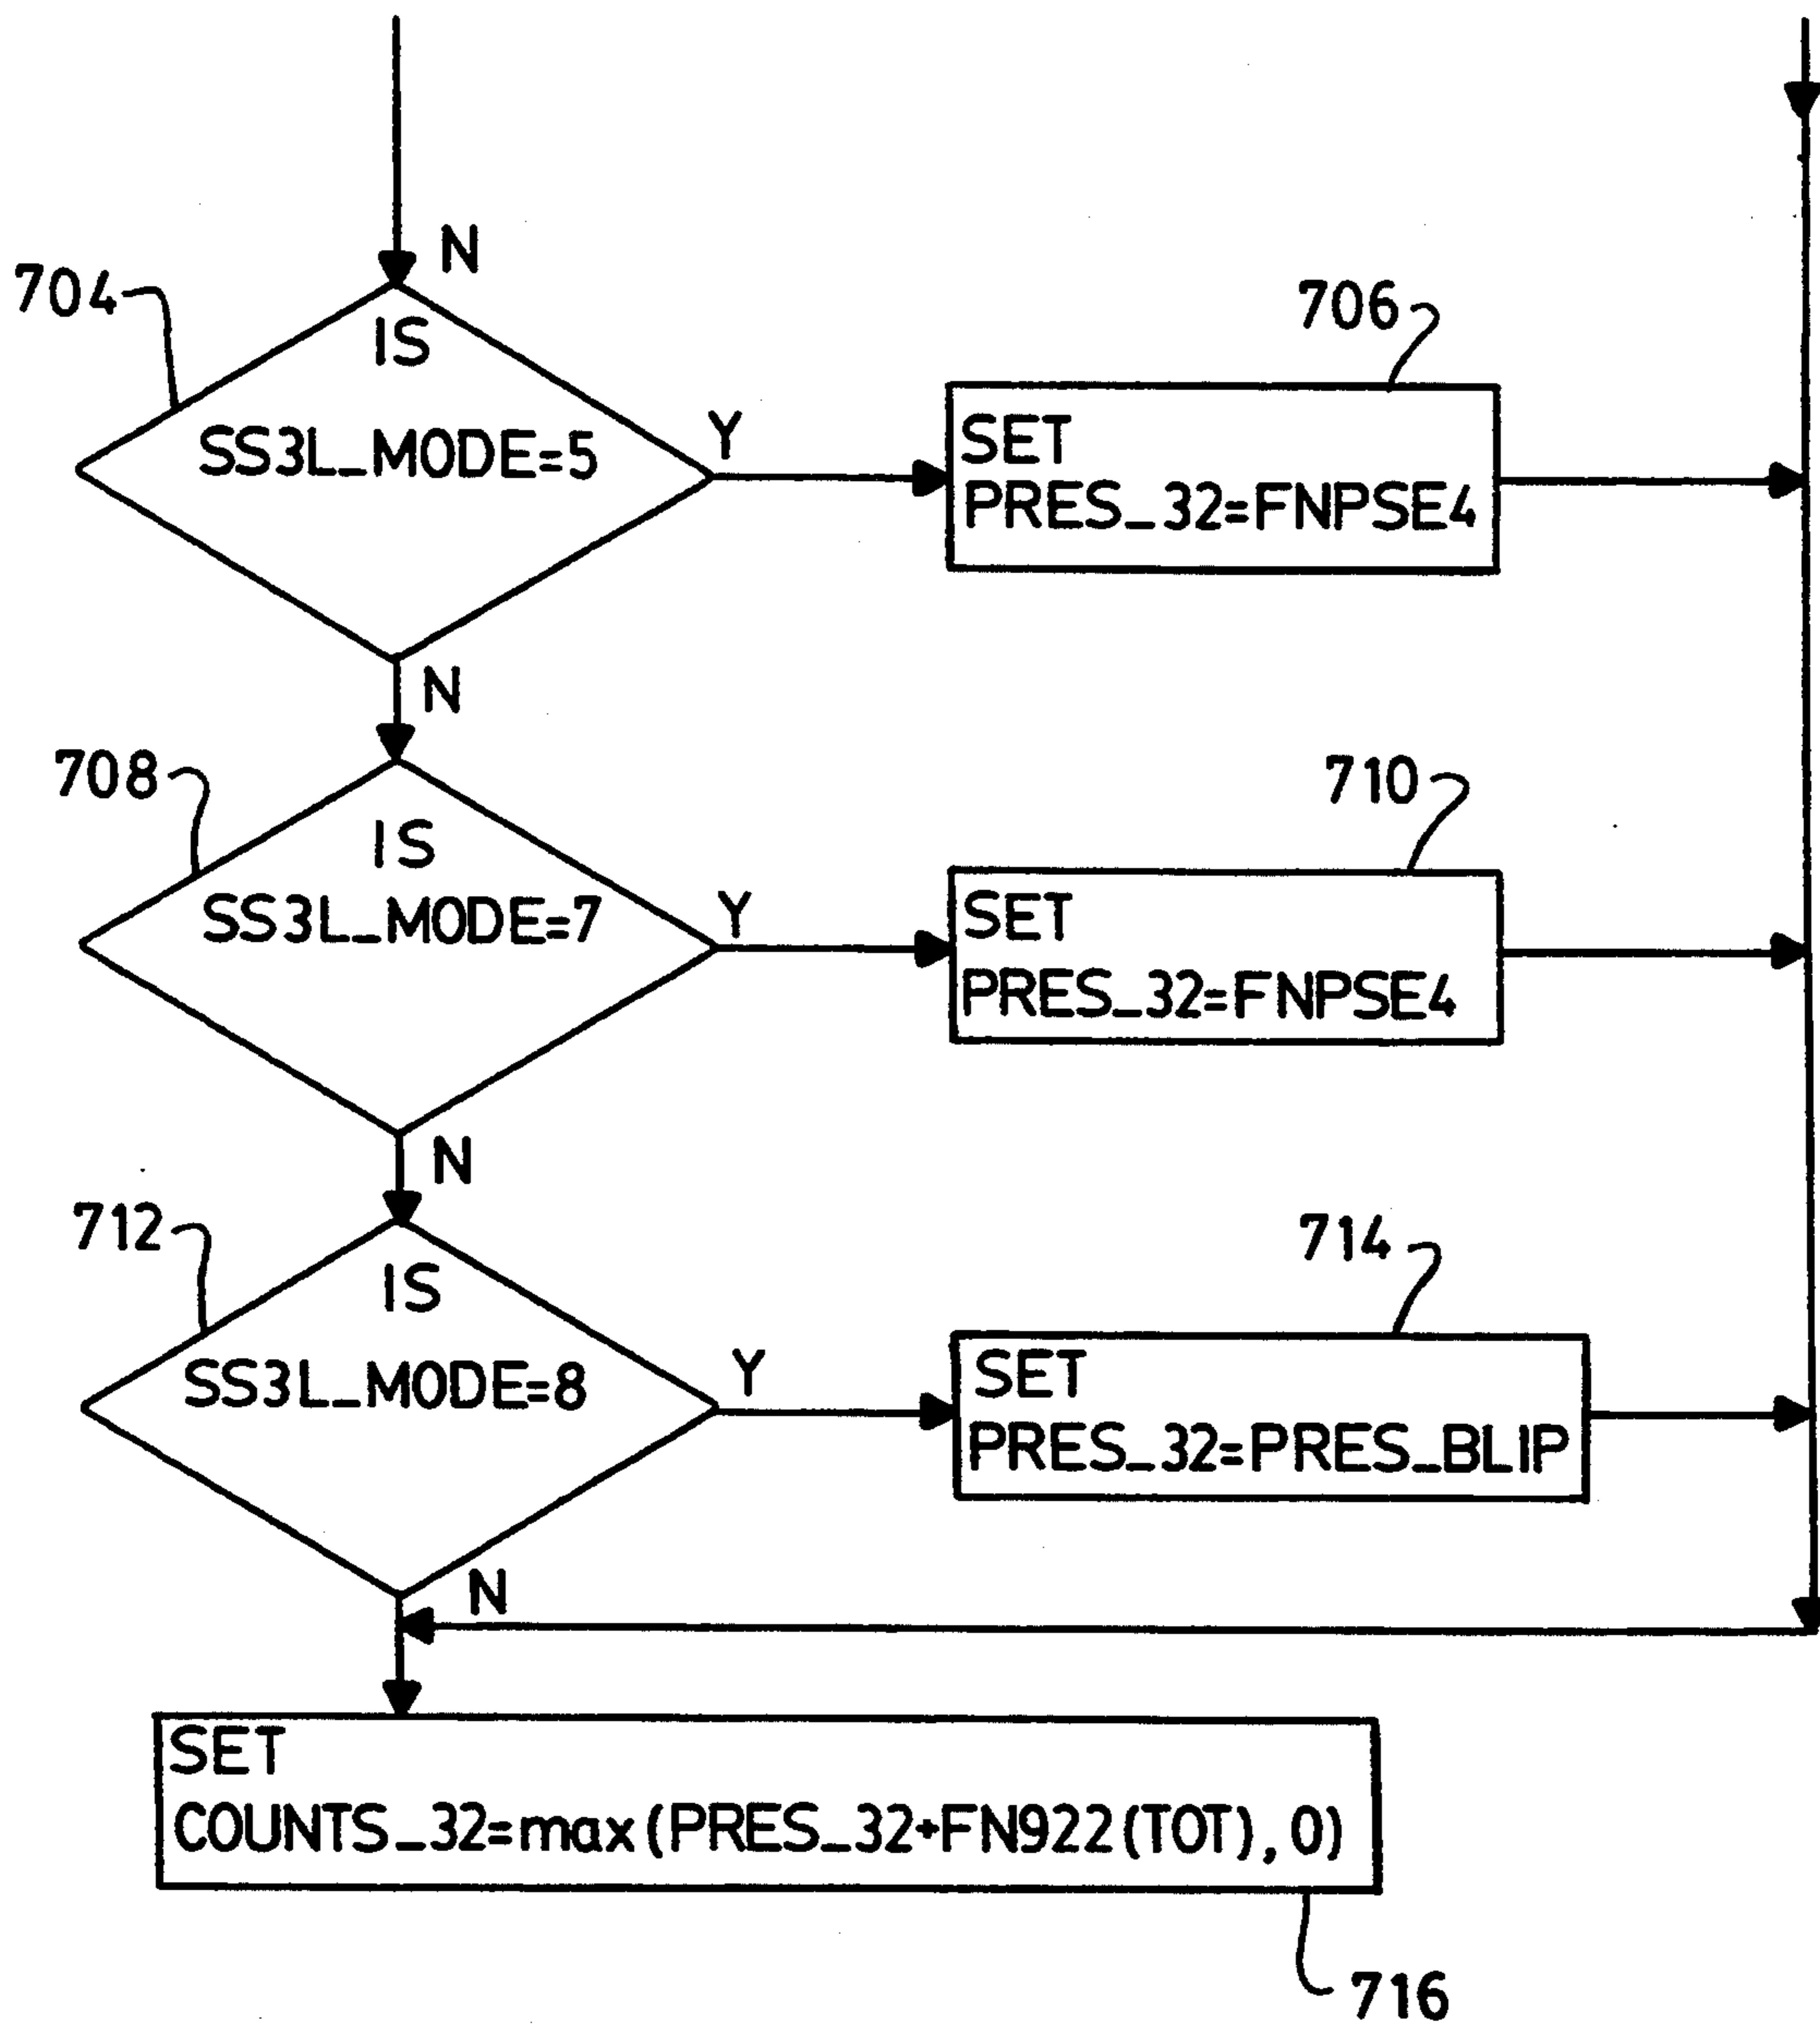 N
704
IS
SS3L_MODE=5
Y
706
SET
PRES_32=FNPSE4
N
708
IS
SS3L_MODE=7
Y
710
SET
PRES_32=FNPSE4
N
712
IS
SS3L_MODE=8
Y
714
SET
PRES_32=PRES_BLIP
N
SET
COUNTS_32=max(PRES_32+FN922(TOT),0)
716